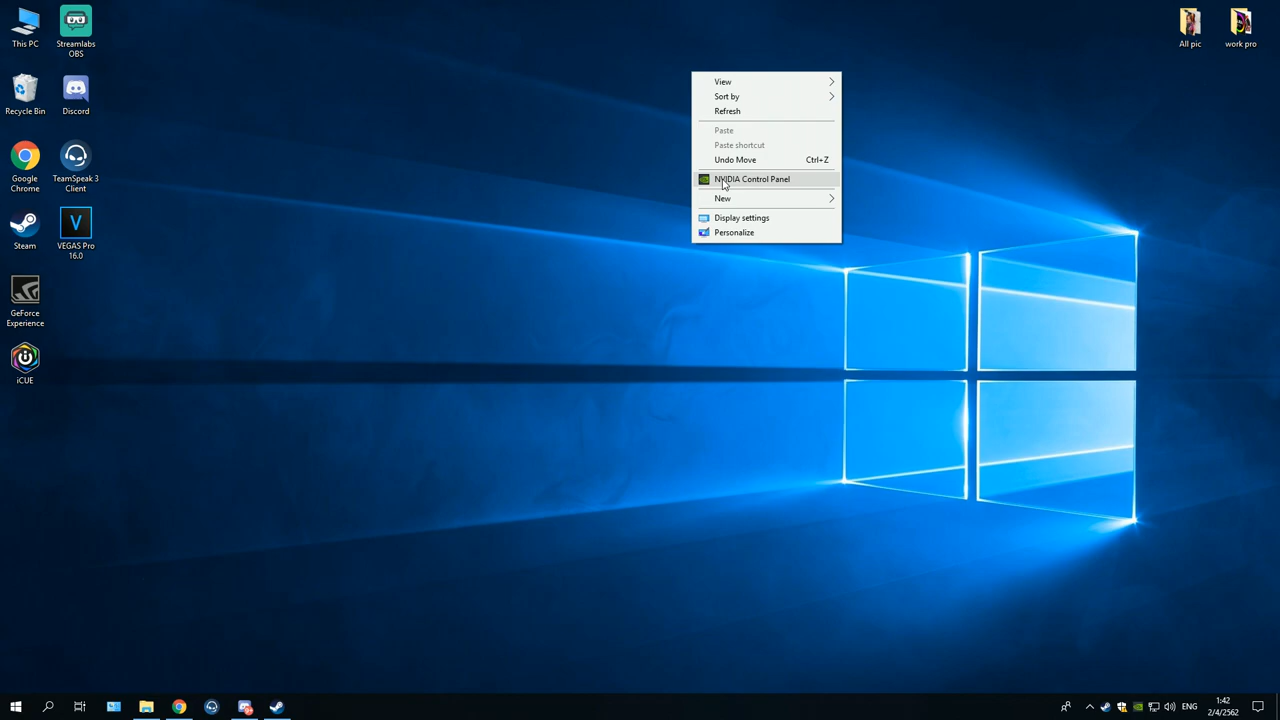 This PC
Streamlabs
OBS
Recycle Bin
Discord
Google
Chrome
TeamSpeak 3
Client
Steam
V
VEGAS Pro
16.0
GeForce
Experience
iCUE
All pic
work pro
View
Sort by
Refresh
Paste
Paste shortcut
Undo Move Ctrl+Z
NVIDIA Control Panel
New
Display settings
Personalize
ENG
1:42
2/4/2562